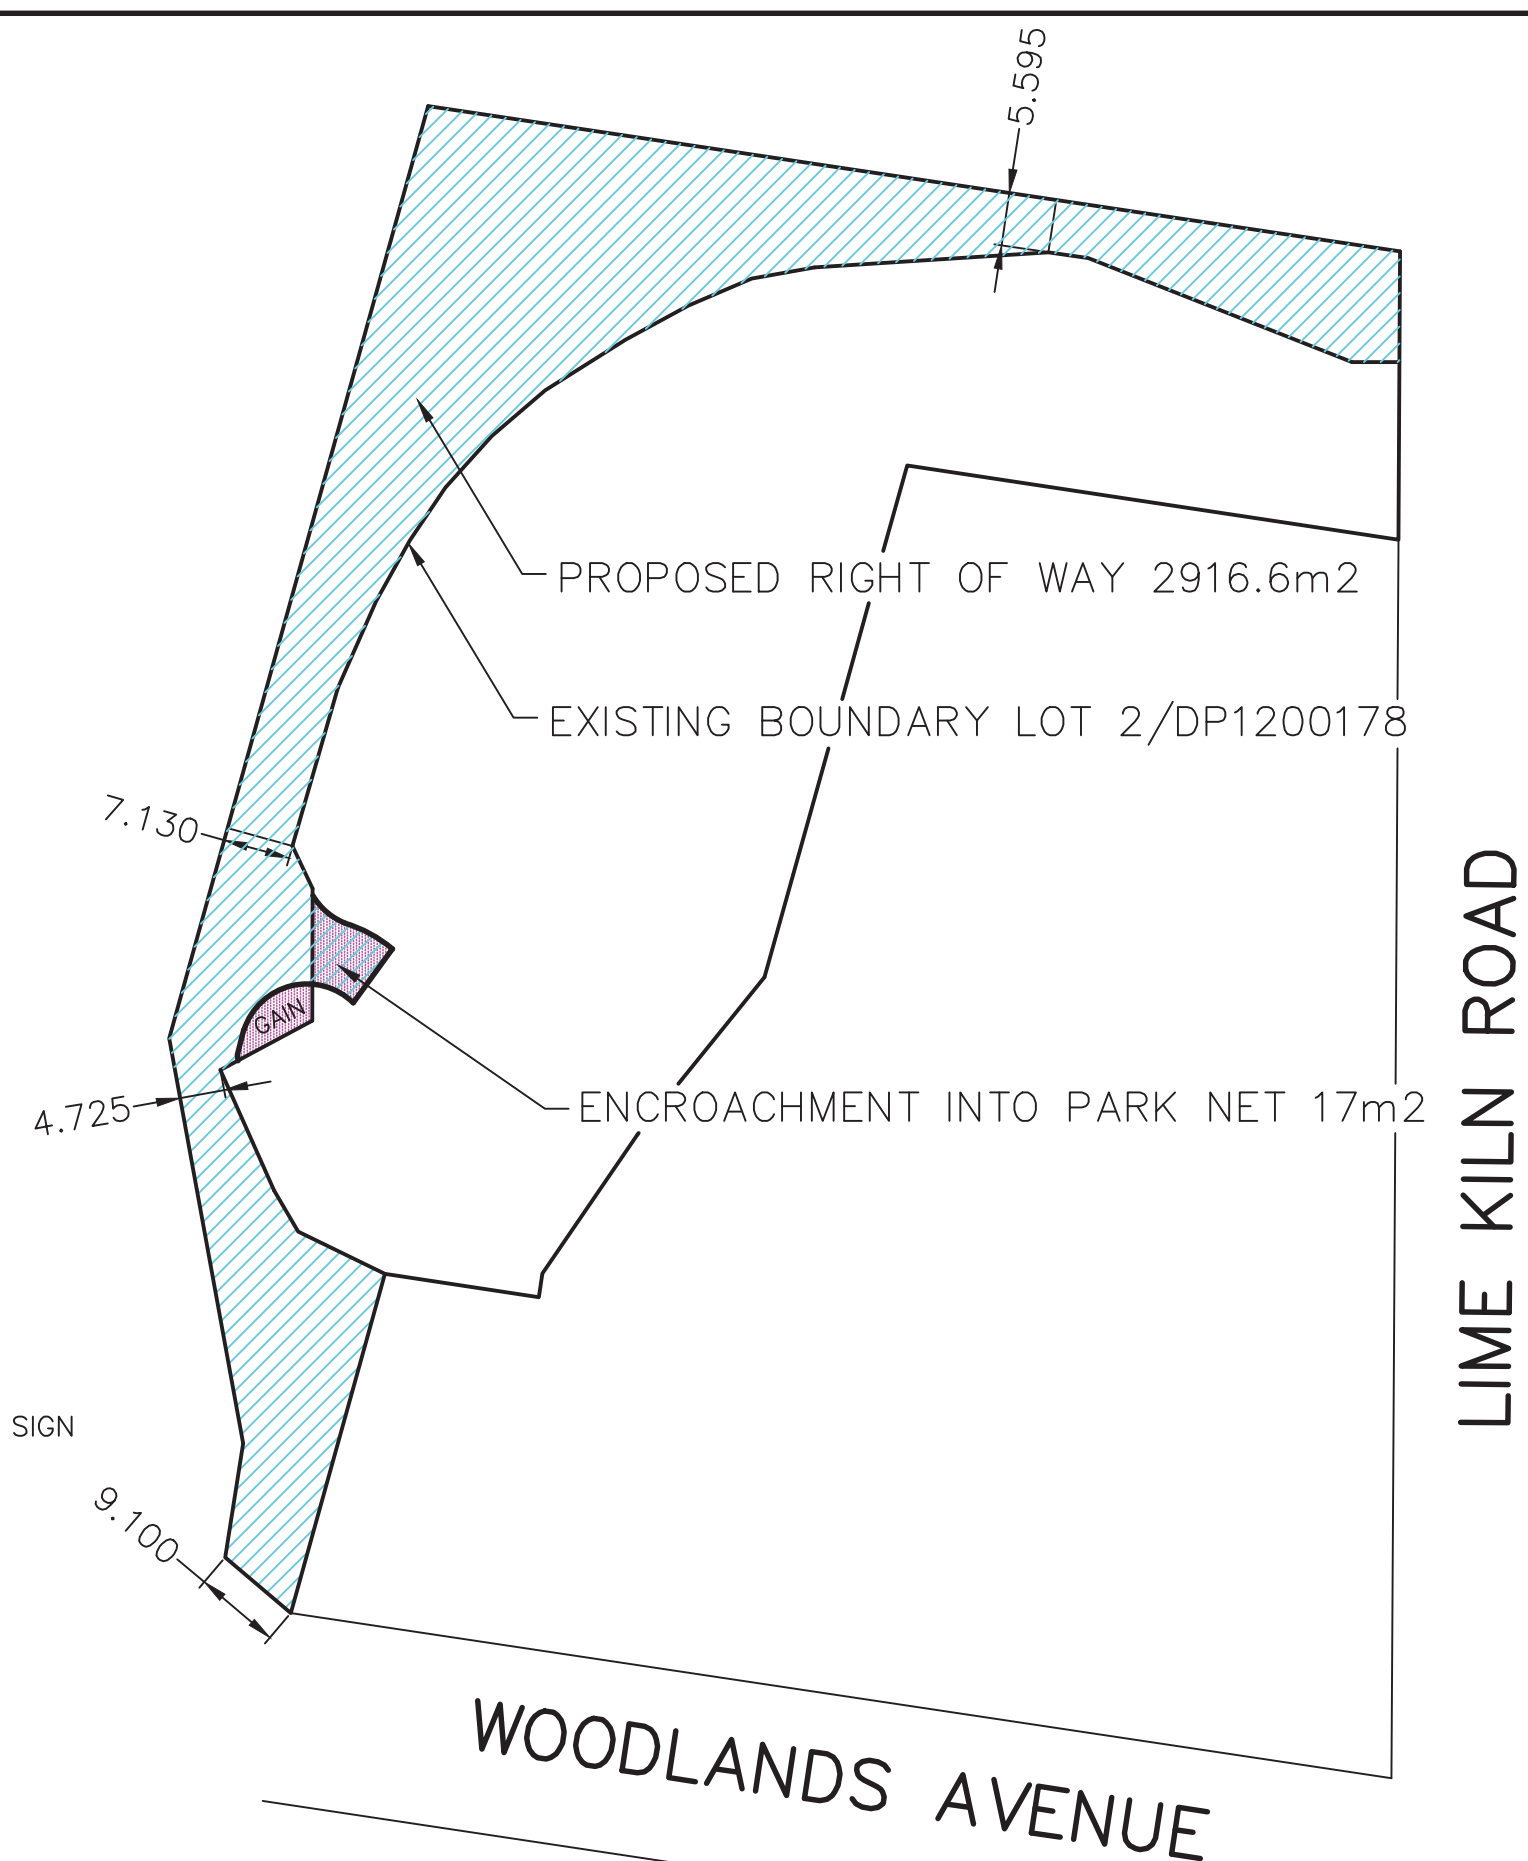 5.595
PROPOSED RIGHT OF WAY 2916.6m2
EXISTING BOUNDARY LOT 2/DP1200178
7.130
GAIN
4.725
ENCROACHMENT INTO PARK NET 17m2
LIME KILN ROAD
SIGN
9.100
WOODLANDS AVENUE